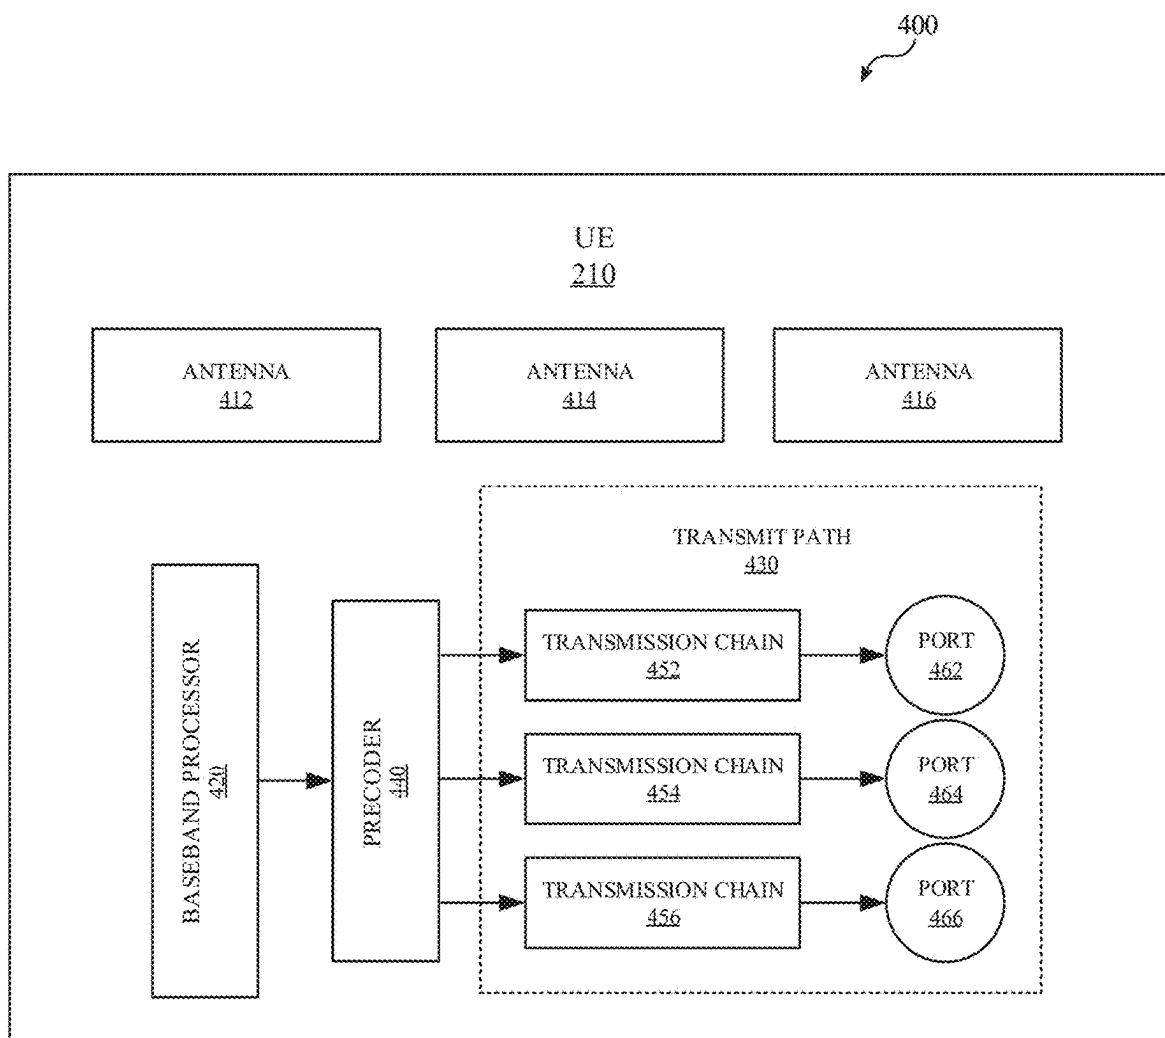 400
UE
210
ANTENNA
412
ANTENNA
414
ANTENNA
416
TRANSMIT PATH
430
BASEBAND PROCESSOR
420
PRECODER
440
TRANSMISSION CHAIN
452
PORT
462
TRANSMISSION CHAIN
454
PORT
464
TRANSMISSION CHAIN
456
PORT
466